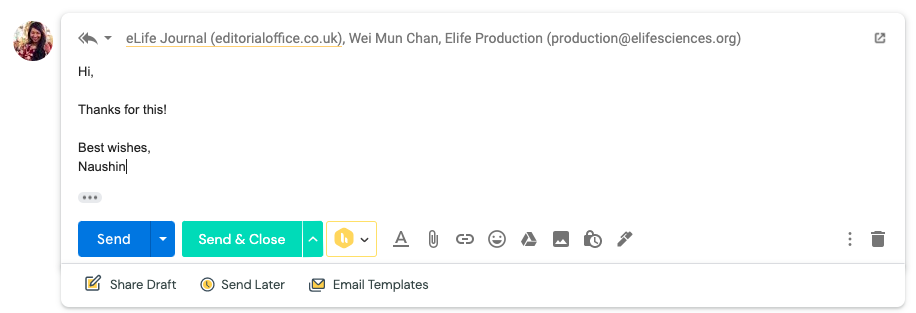 eLife Journal (editorialoffice.co.uk), Wei Mun Chan, Elife Production (production@elifesciences.org)
Hi,
Thanks for this!
Best wishes,
Naushin
Send
Send & Close
h
A
Share Draft
Send Later
Email Templates